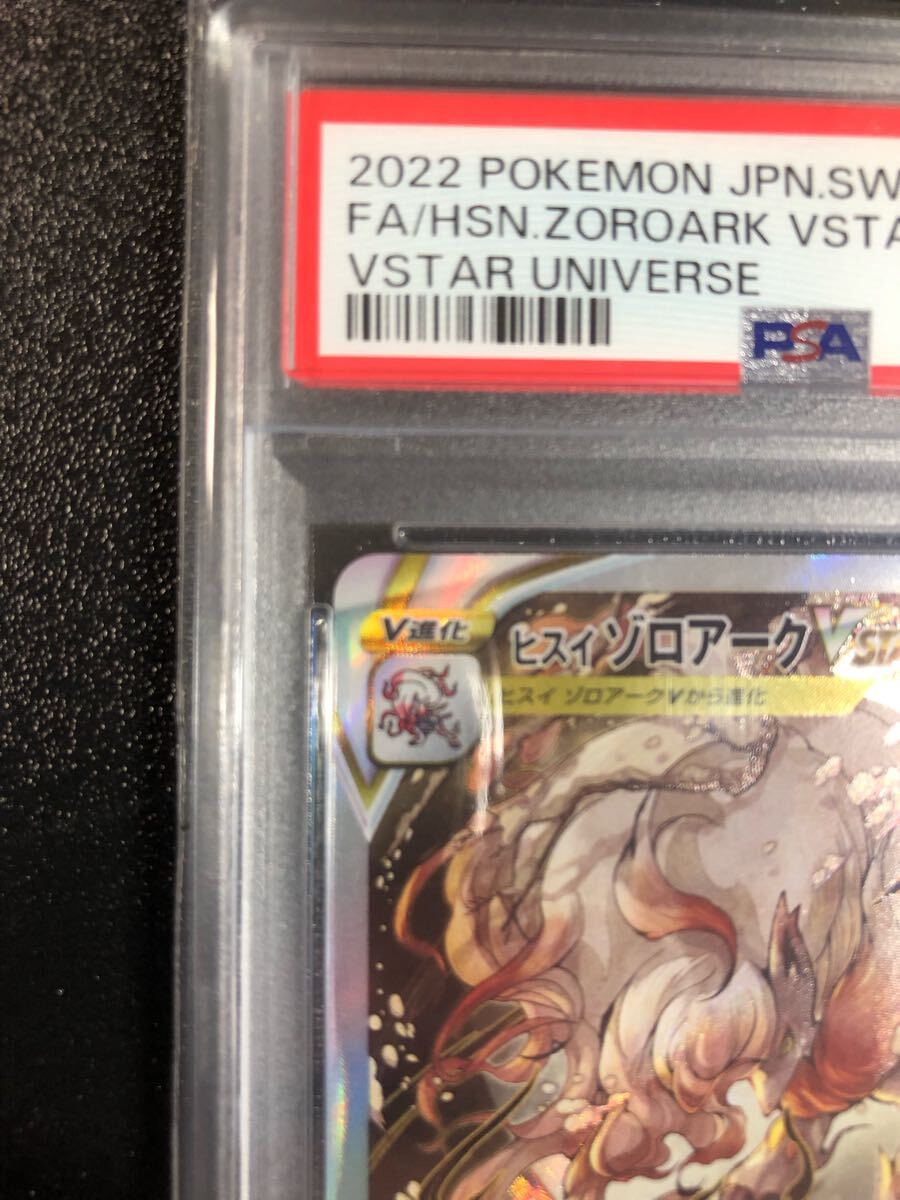 2022 POKEMON JPN.SW
FA/HSN.ZOROARK VSTA
VSTAR UNIVERSE
PSA
V進化
ヒスイ ゾロアーク
VSTA
ヒスイ ゾロアークVから進化